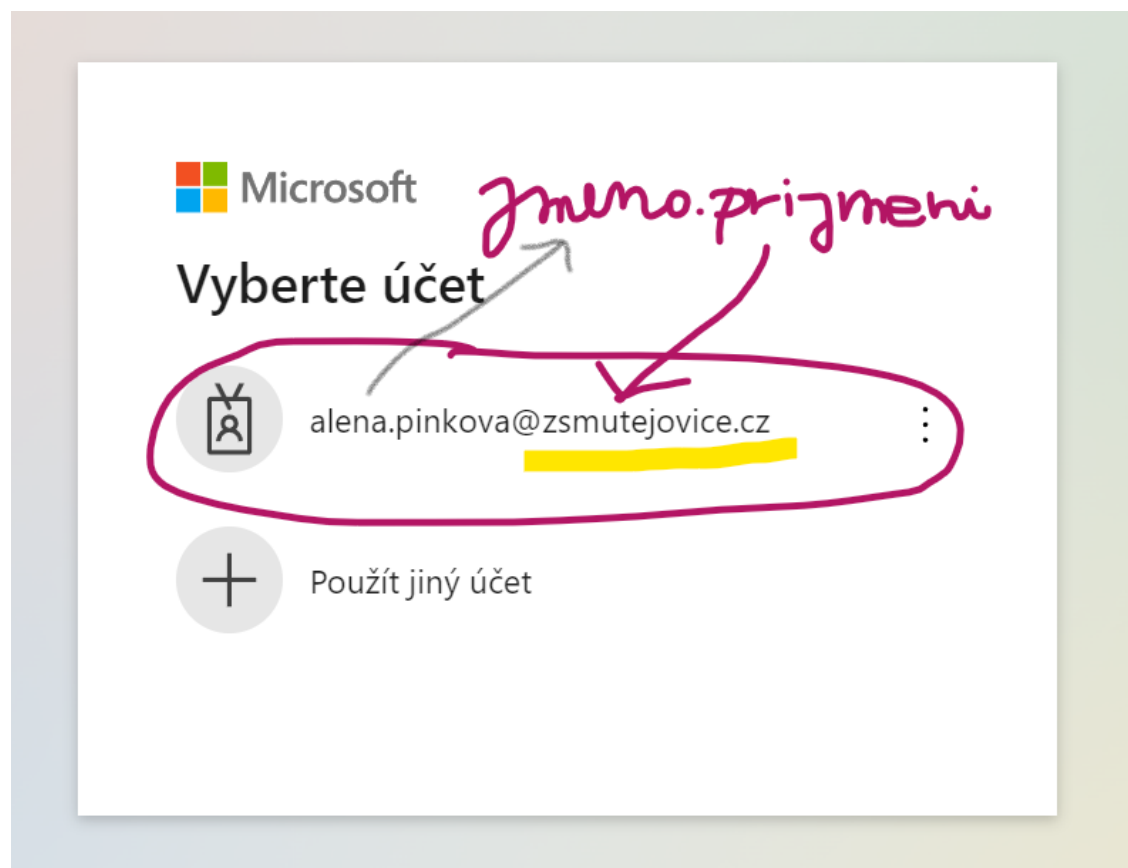 Microsoft
Jmeno.prijmeni
Vyberte účet
alena.pinkova@zsmutejovice.cz
Použít jiný účet